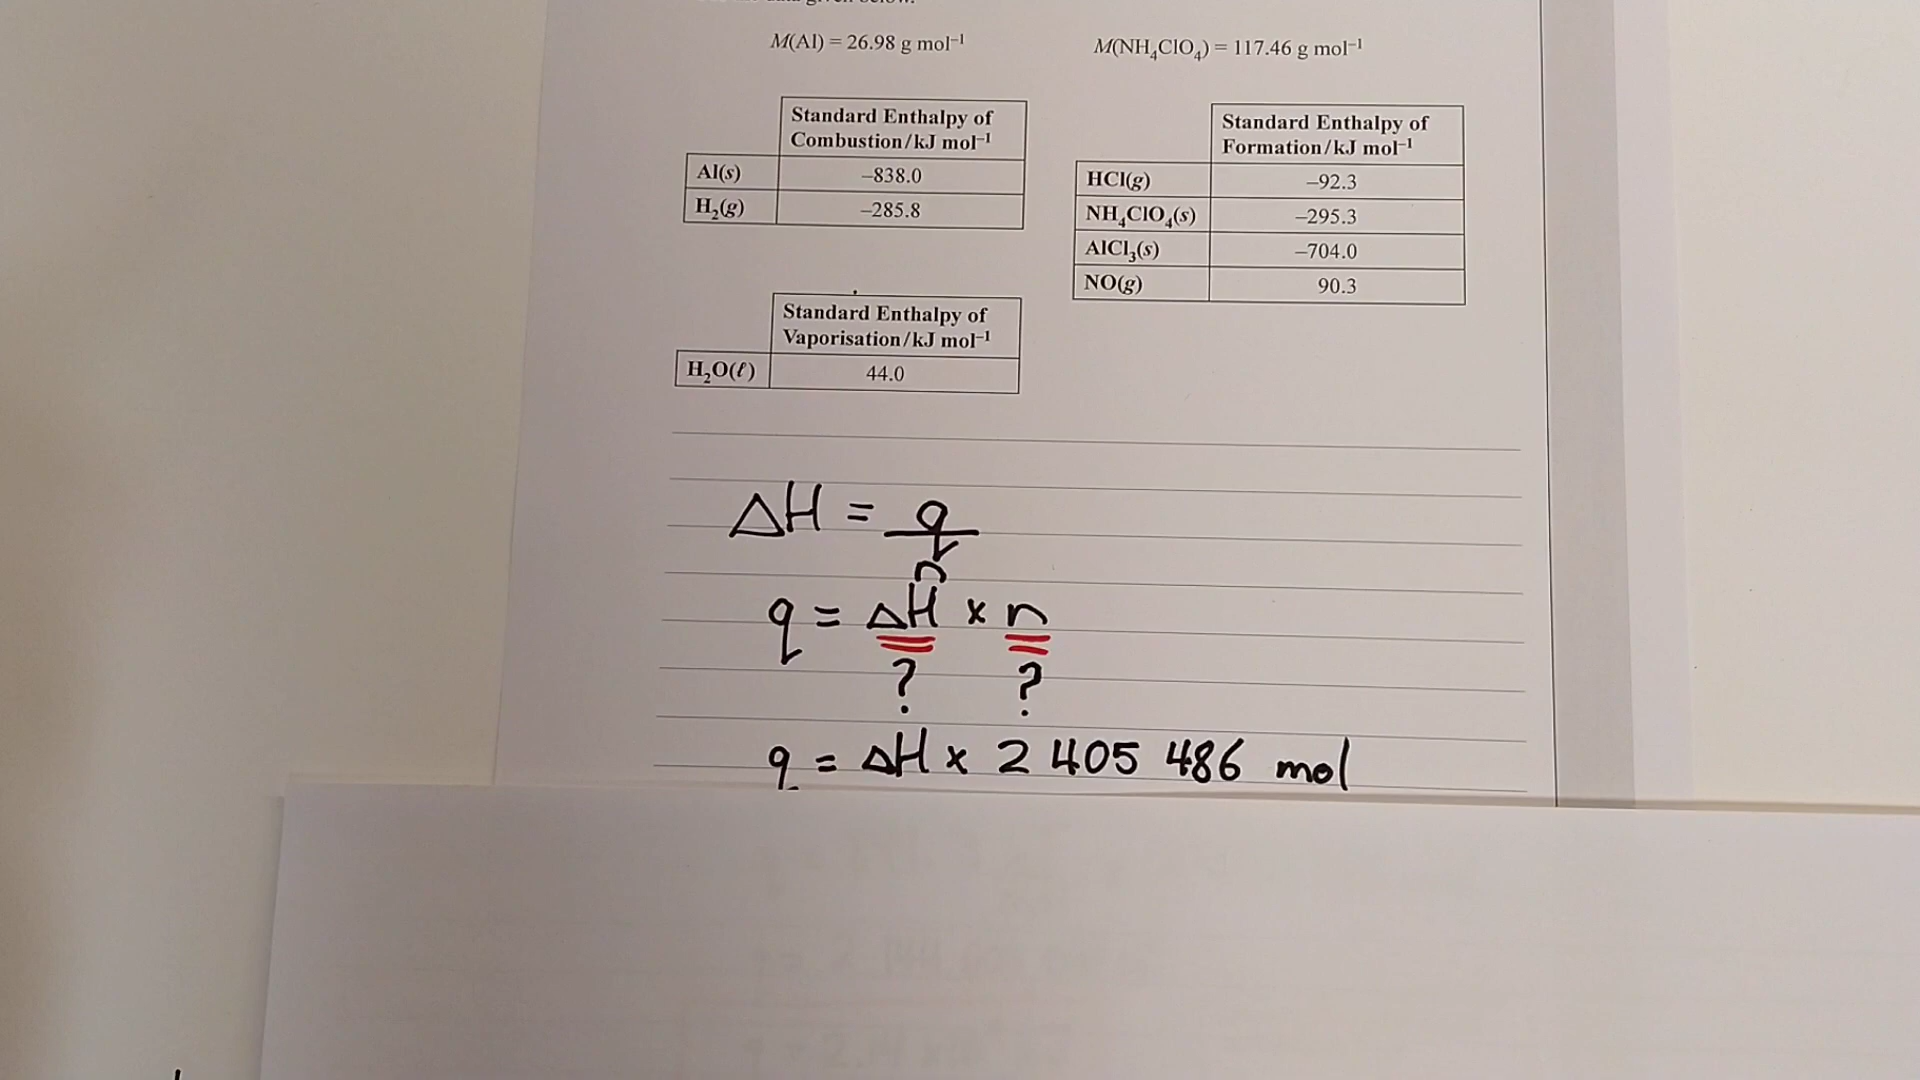 data given below.
M(Al) = 26.98 g mol⁻¹
M(NH₄ClO₄) = 117.46 g mol⁻¹
Standard Enthalpy of
Combustion/kJ mol⁻¹
Al(s) –838.0
H₂(g) –285.8
Standard Enthalpy of
Formation/kJ mol⁻¹
HCl(g) –92.3
NH₄ClO₄(s) –295.3
AlCl₃(s) –704.0
NO(g) 90.3
Standard Enthalpy of
Vaporisation/kJ mol⁻¹
H₂O(ℓ) 44.0
ΔH = q
n
q = ΔH x n
? ?
q = ΔH x 2 405 486 mol